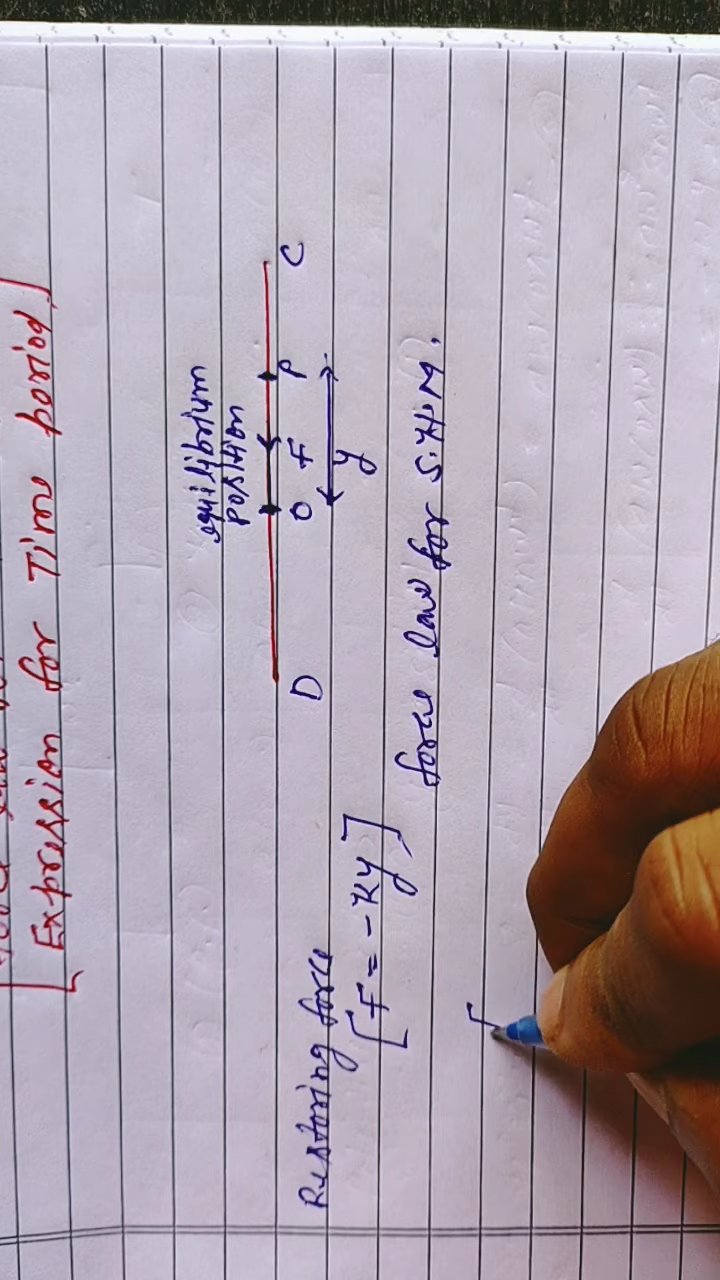 [Expression for Time period]
equilibrium
position
D O F P C
y
Restoring force
[F = -Ky]
force law for S.H.M.